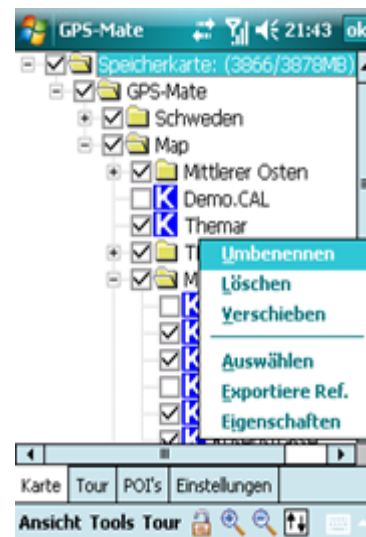 GPS-Mate 21:43 ok
Speicherkarte: (3866/3878MB)
GPS-Mate
Schweden
Map
Mittlerer Osten
K Demo.CAL
K Themar
Umbenennen
Löschen
Verschieben
Auswählen
Exportiere Ref.
Eigenschaften
Karte Tour POI's Einstellungen
Ansicht Tools Tour